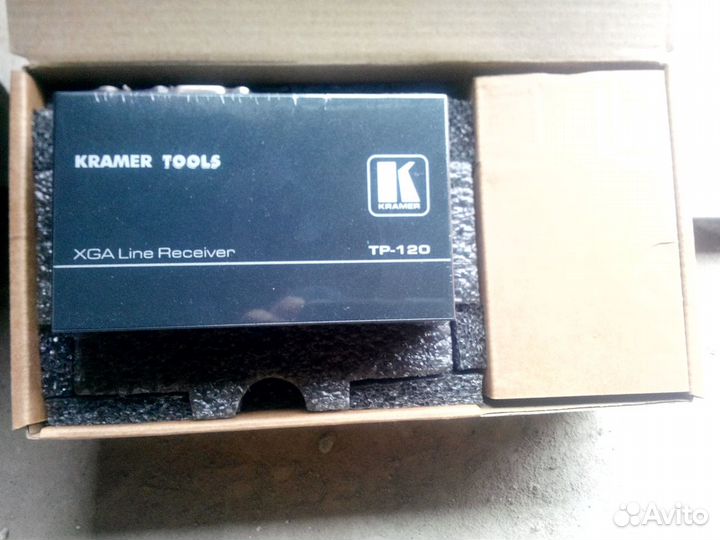 KRAMER TOOLS
K
KRAMER
XGA Line Receiver
TP-120
Avito